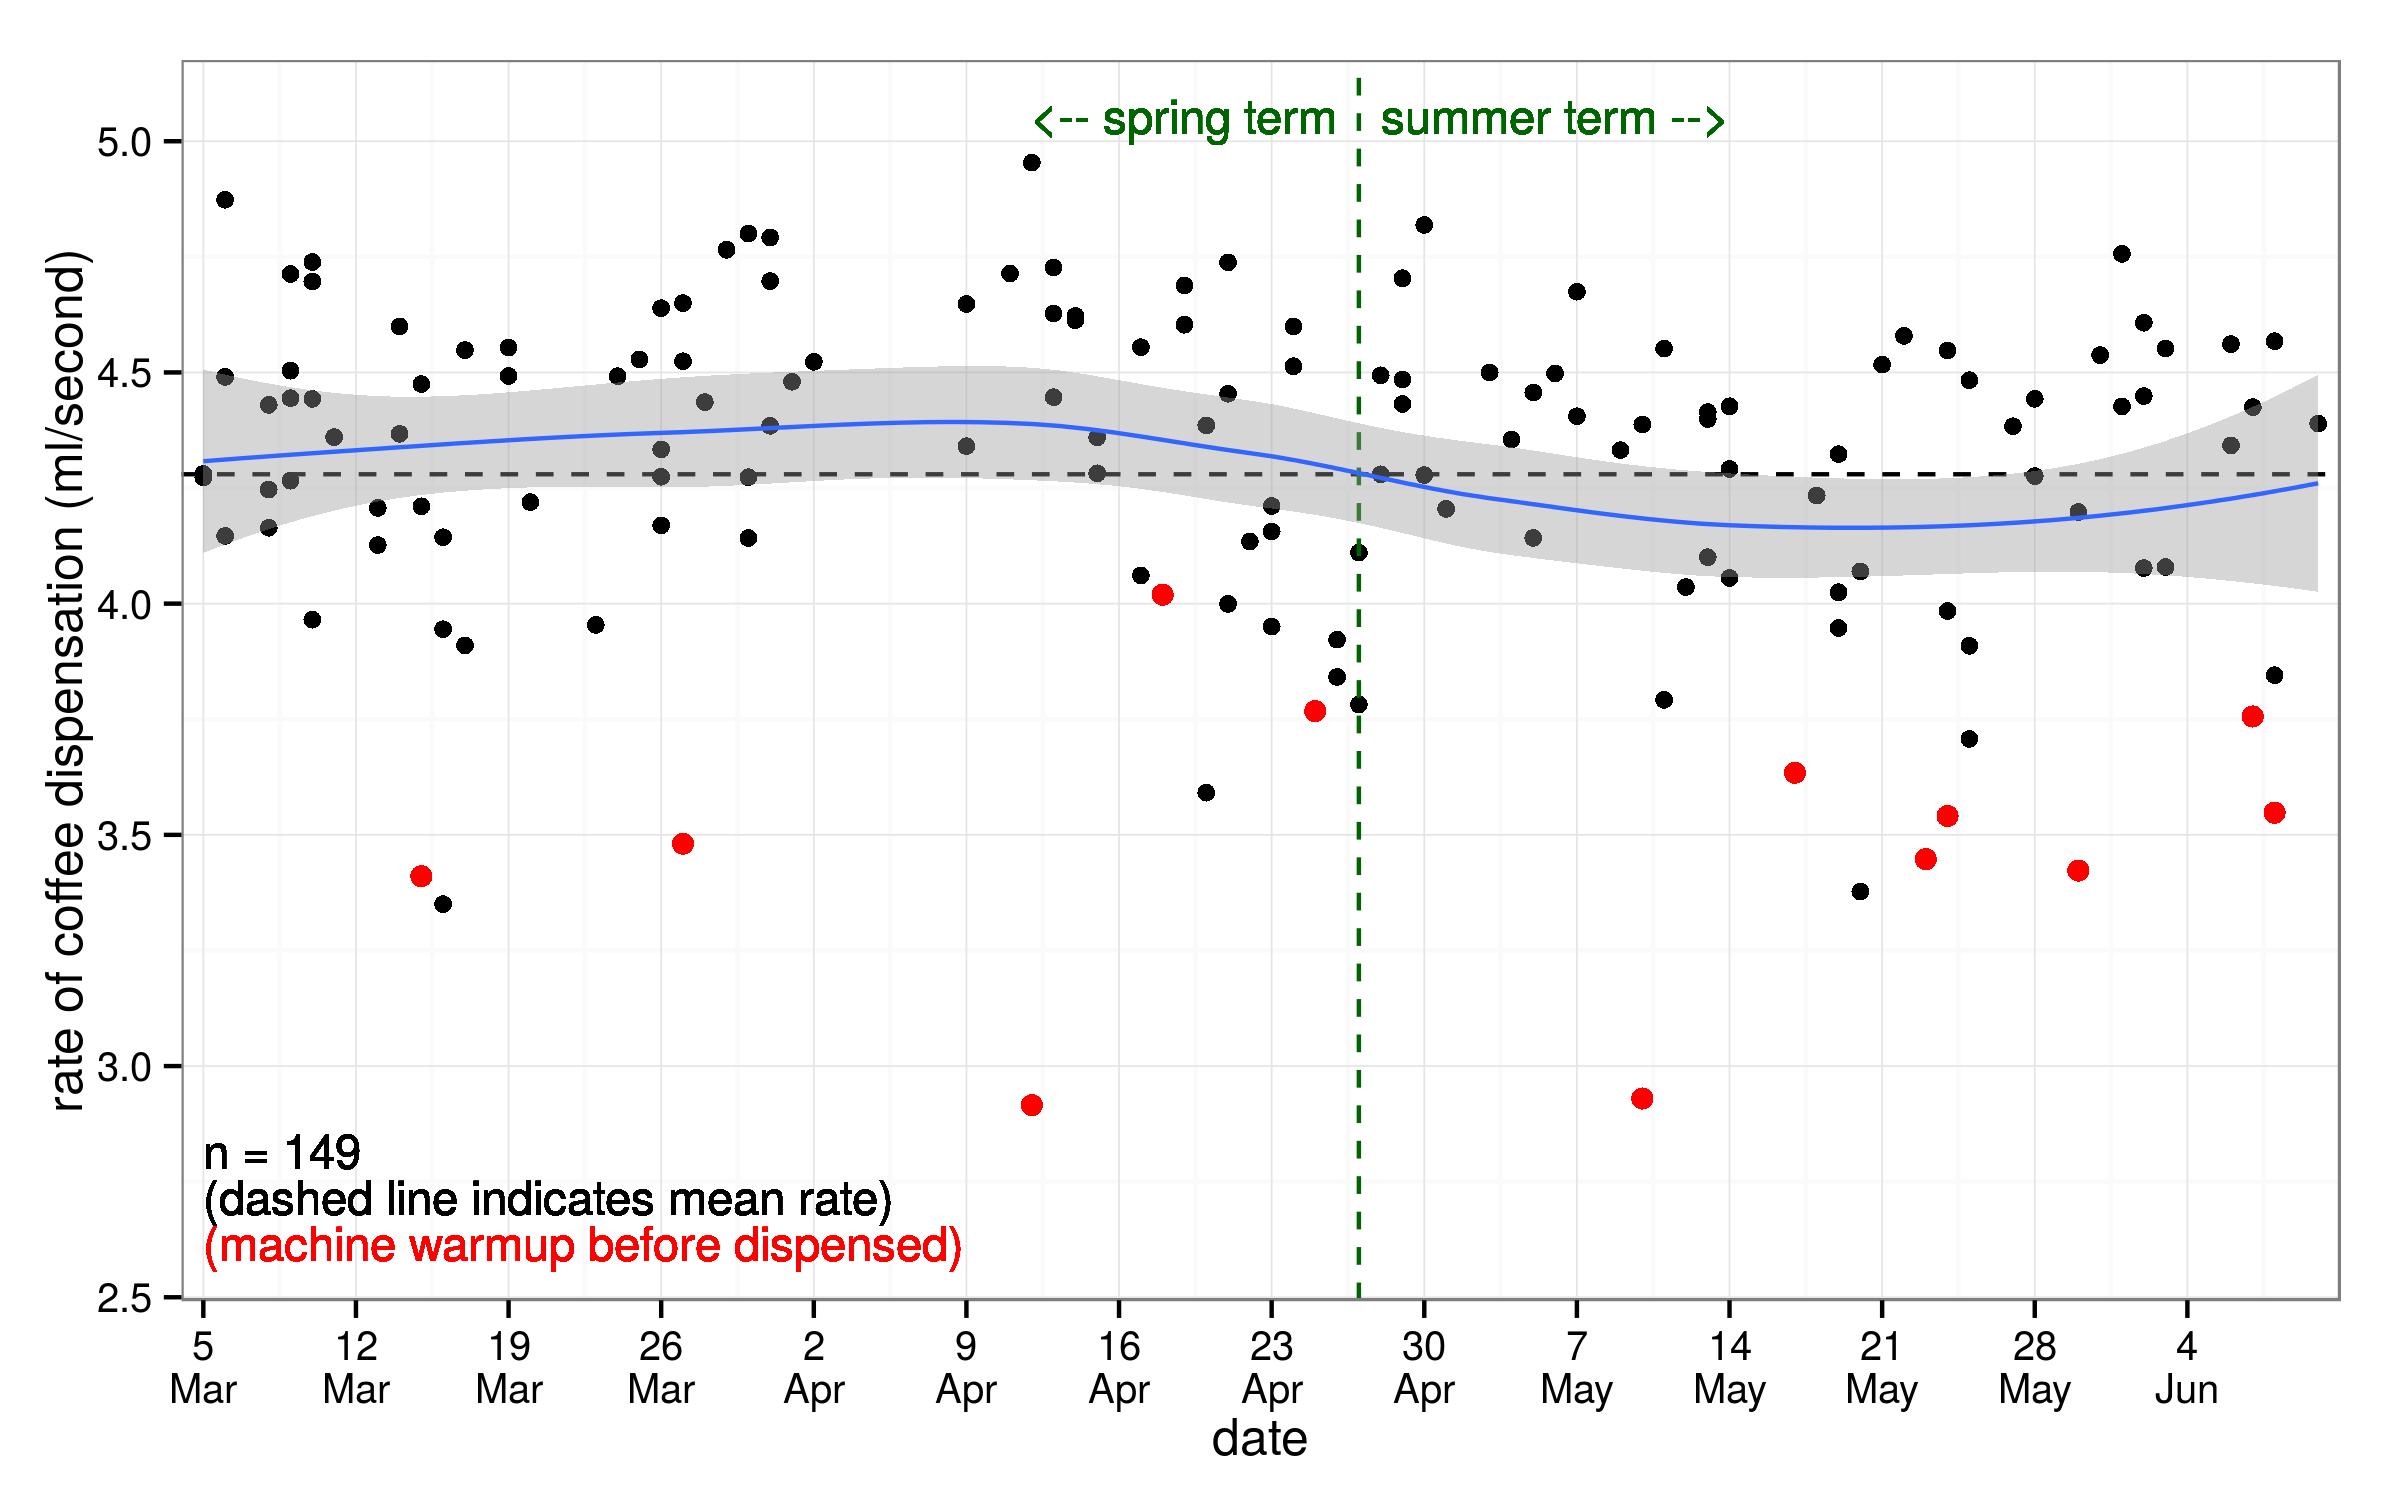 <-- spring term summer term -->
5.0
4.5
4.0
3.5
3.0
2.5
rate of coffee dispensation (ml/second)
n = 149
(dashed line indicates mean rate)
(machine warmup before dispensed)
5 12 19 26 2 9 16 23 30 7 14 21 28 4
Mar Mar Mar Mar Apr Apr Apr Apr Apr May May May May Jun
date